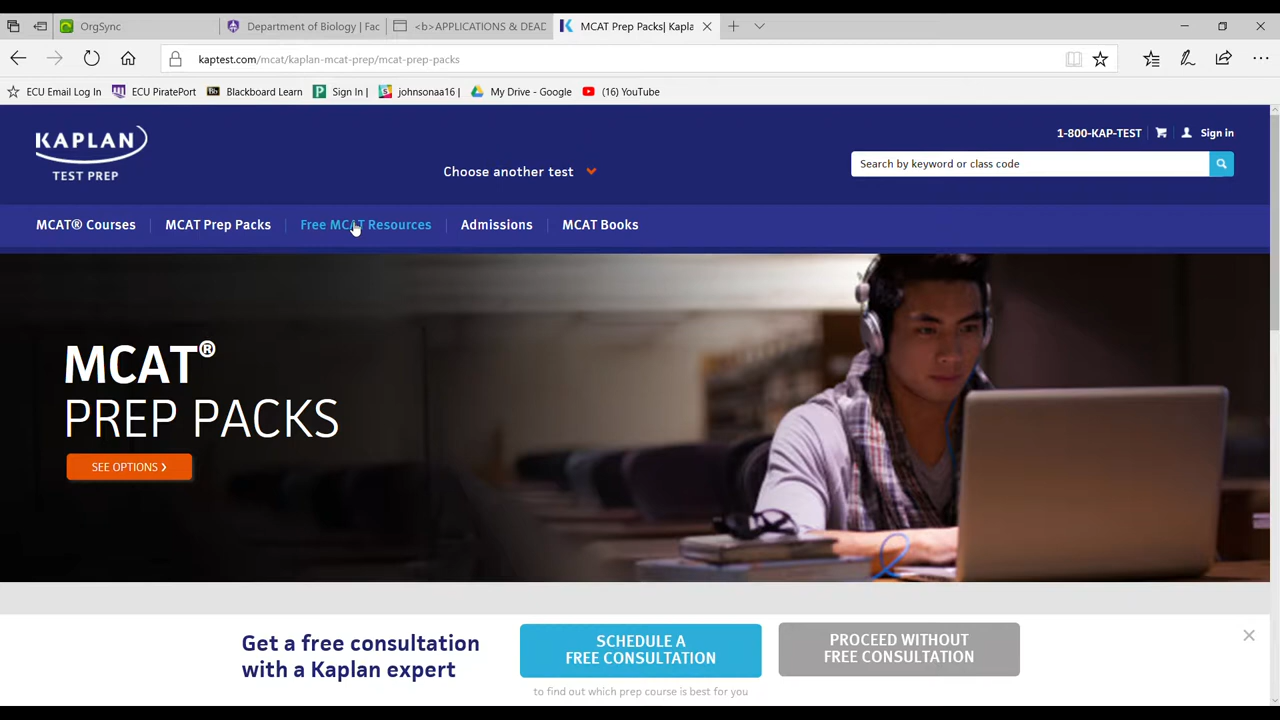 OrgSync
Department of Biology | Fac
<b>APPLICATIONS & DEAD
MCAT Prep Packs| Kapla
kaptest.com/mcat/kaplan-mcat-prep/mcat-prep-packs
ECU Email Log In
ECU PiratePort
Blackboard Learn
Sign In |
johnsonaa16 |
My Drive - Google
(16) YouTube
KAPLAN
TEST PREP
Choose another test
1-800-KAP-TEST
Sign in
Search by keyword or class code
MCAT® Courses
MCAT Prep Packs
Free MCAT Resources
Admissions
MCAT Books
MCAT®
PREP PACKS
SEE OPTIONS ›
Get a free consultation
with a Kaplan expert
SCHEDULE A
FREE CONSULTATION
to find out which prep course is best for you
PROCEED WITHOUT
FREE CONSULTATION